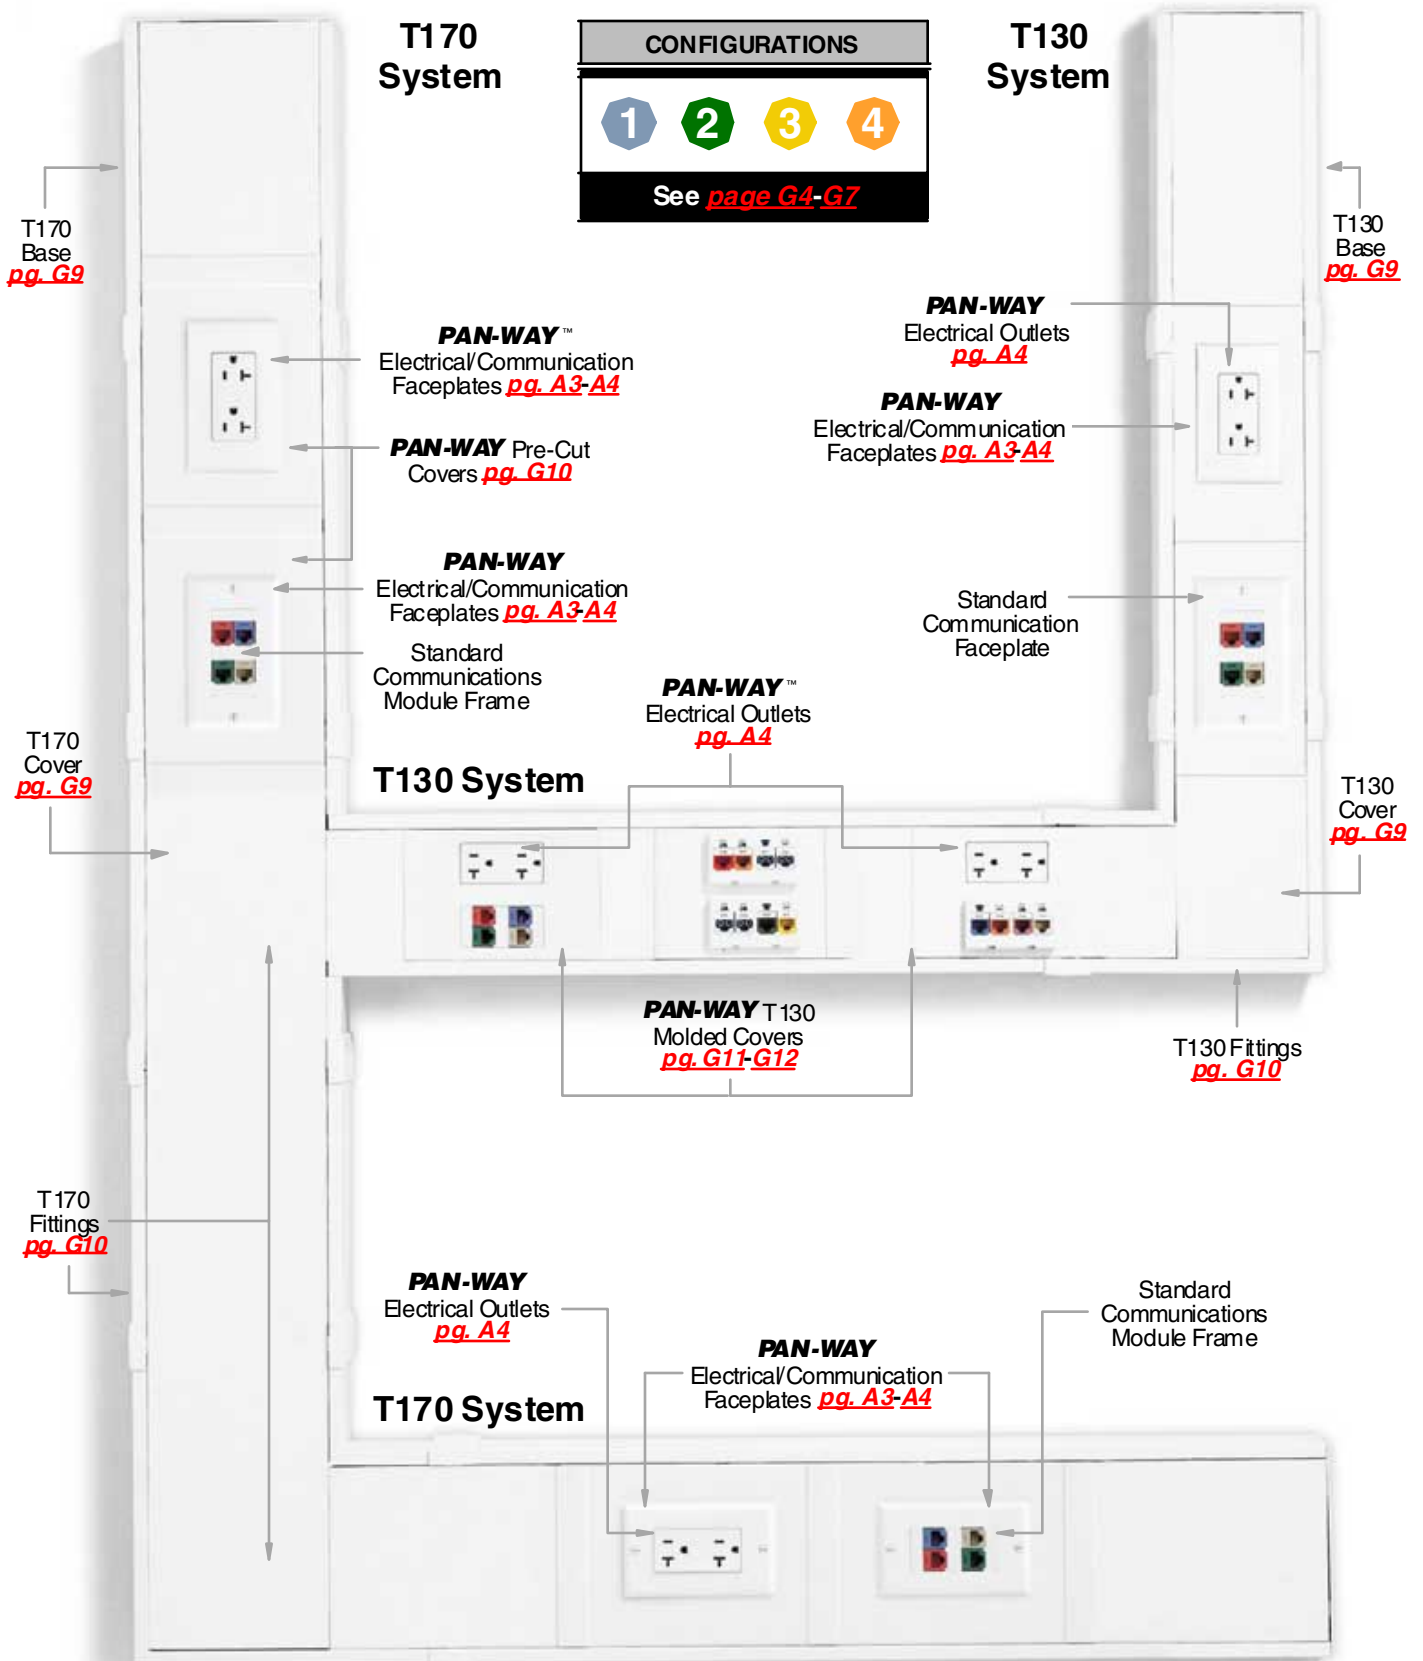 T170
System
CONFIGURATIONS
1 2 3 4
See page G4-G7
T130
System
T170
Base
pg. G9
T130
Base
pg. G9
PAN-WAY™
Electrical/Communication
Faceplates pg. A3-A4
PAN-WAY
Electrical Outlets
pg. A4
PAN-WAY
Electrical/Communication
Faceplates pg. A3-A4
PAN-WAY Pre-Cut
Covers pg. G10
PAN-WAY
Electrical/Communication
Faceplates pg. A3-A4
Standard
Communications
Module Frame
Standard
Communication
Faceplate
PAN-WAY™
Electrical Outlets
pg. A4
T170
Cover
pg. G9
T130 System
T130
Cover
pg. G9
PAN-WAY T130
Molded Covers
pg. G11-G12
T130 Fittings
pg. G10
T170
Fittings
pg. G10
PAN-WAY
Electrical Outlets
pg. A4
Standard
Communications
Module Frame
PAN-WAY
Electrical/Communication
Faceplates pg. A3-A4
T170 System